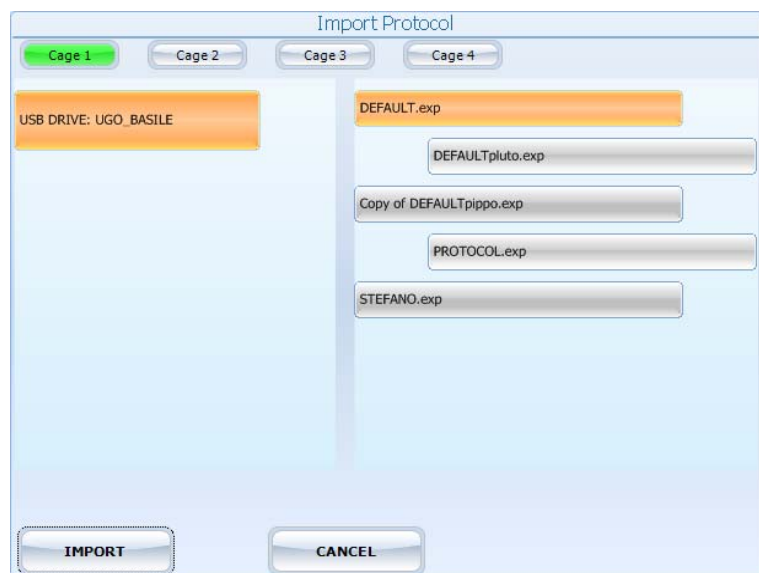 Import Protocol
Cage 1 Cage 2 Cage 3 Cage 4
USB DRIVE: UGO_BASILE
DEFAULT.exp
DEFAULTpluto.exp
Copy of DEFAULTpippo.exp
PROTOCOL.exp
STEFANO.exp
IMPORT CANCEL